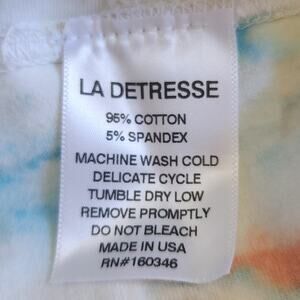 LA DETRESSE
95% COTTON
5% SPANDEX
MACHINE WASH COLD
DELICATE CYCLE
TUMBLE DRY LOW
REMOVE PROMPTLY
DO NOT BLEACH
MADE IN USA
RN#160346